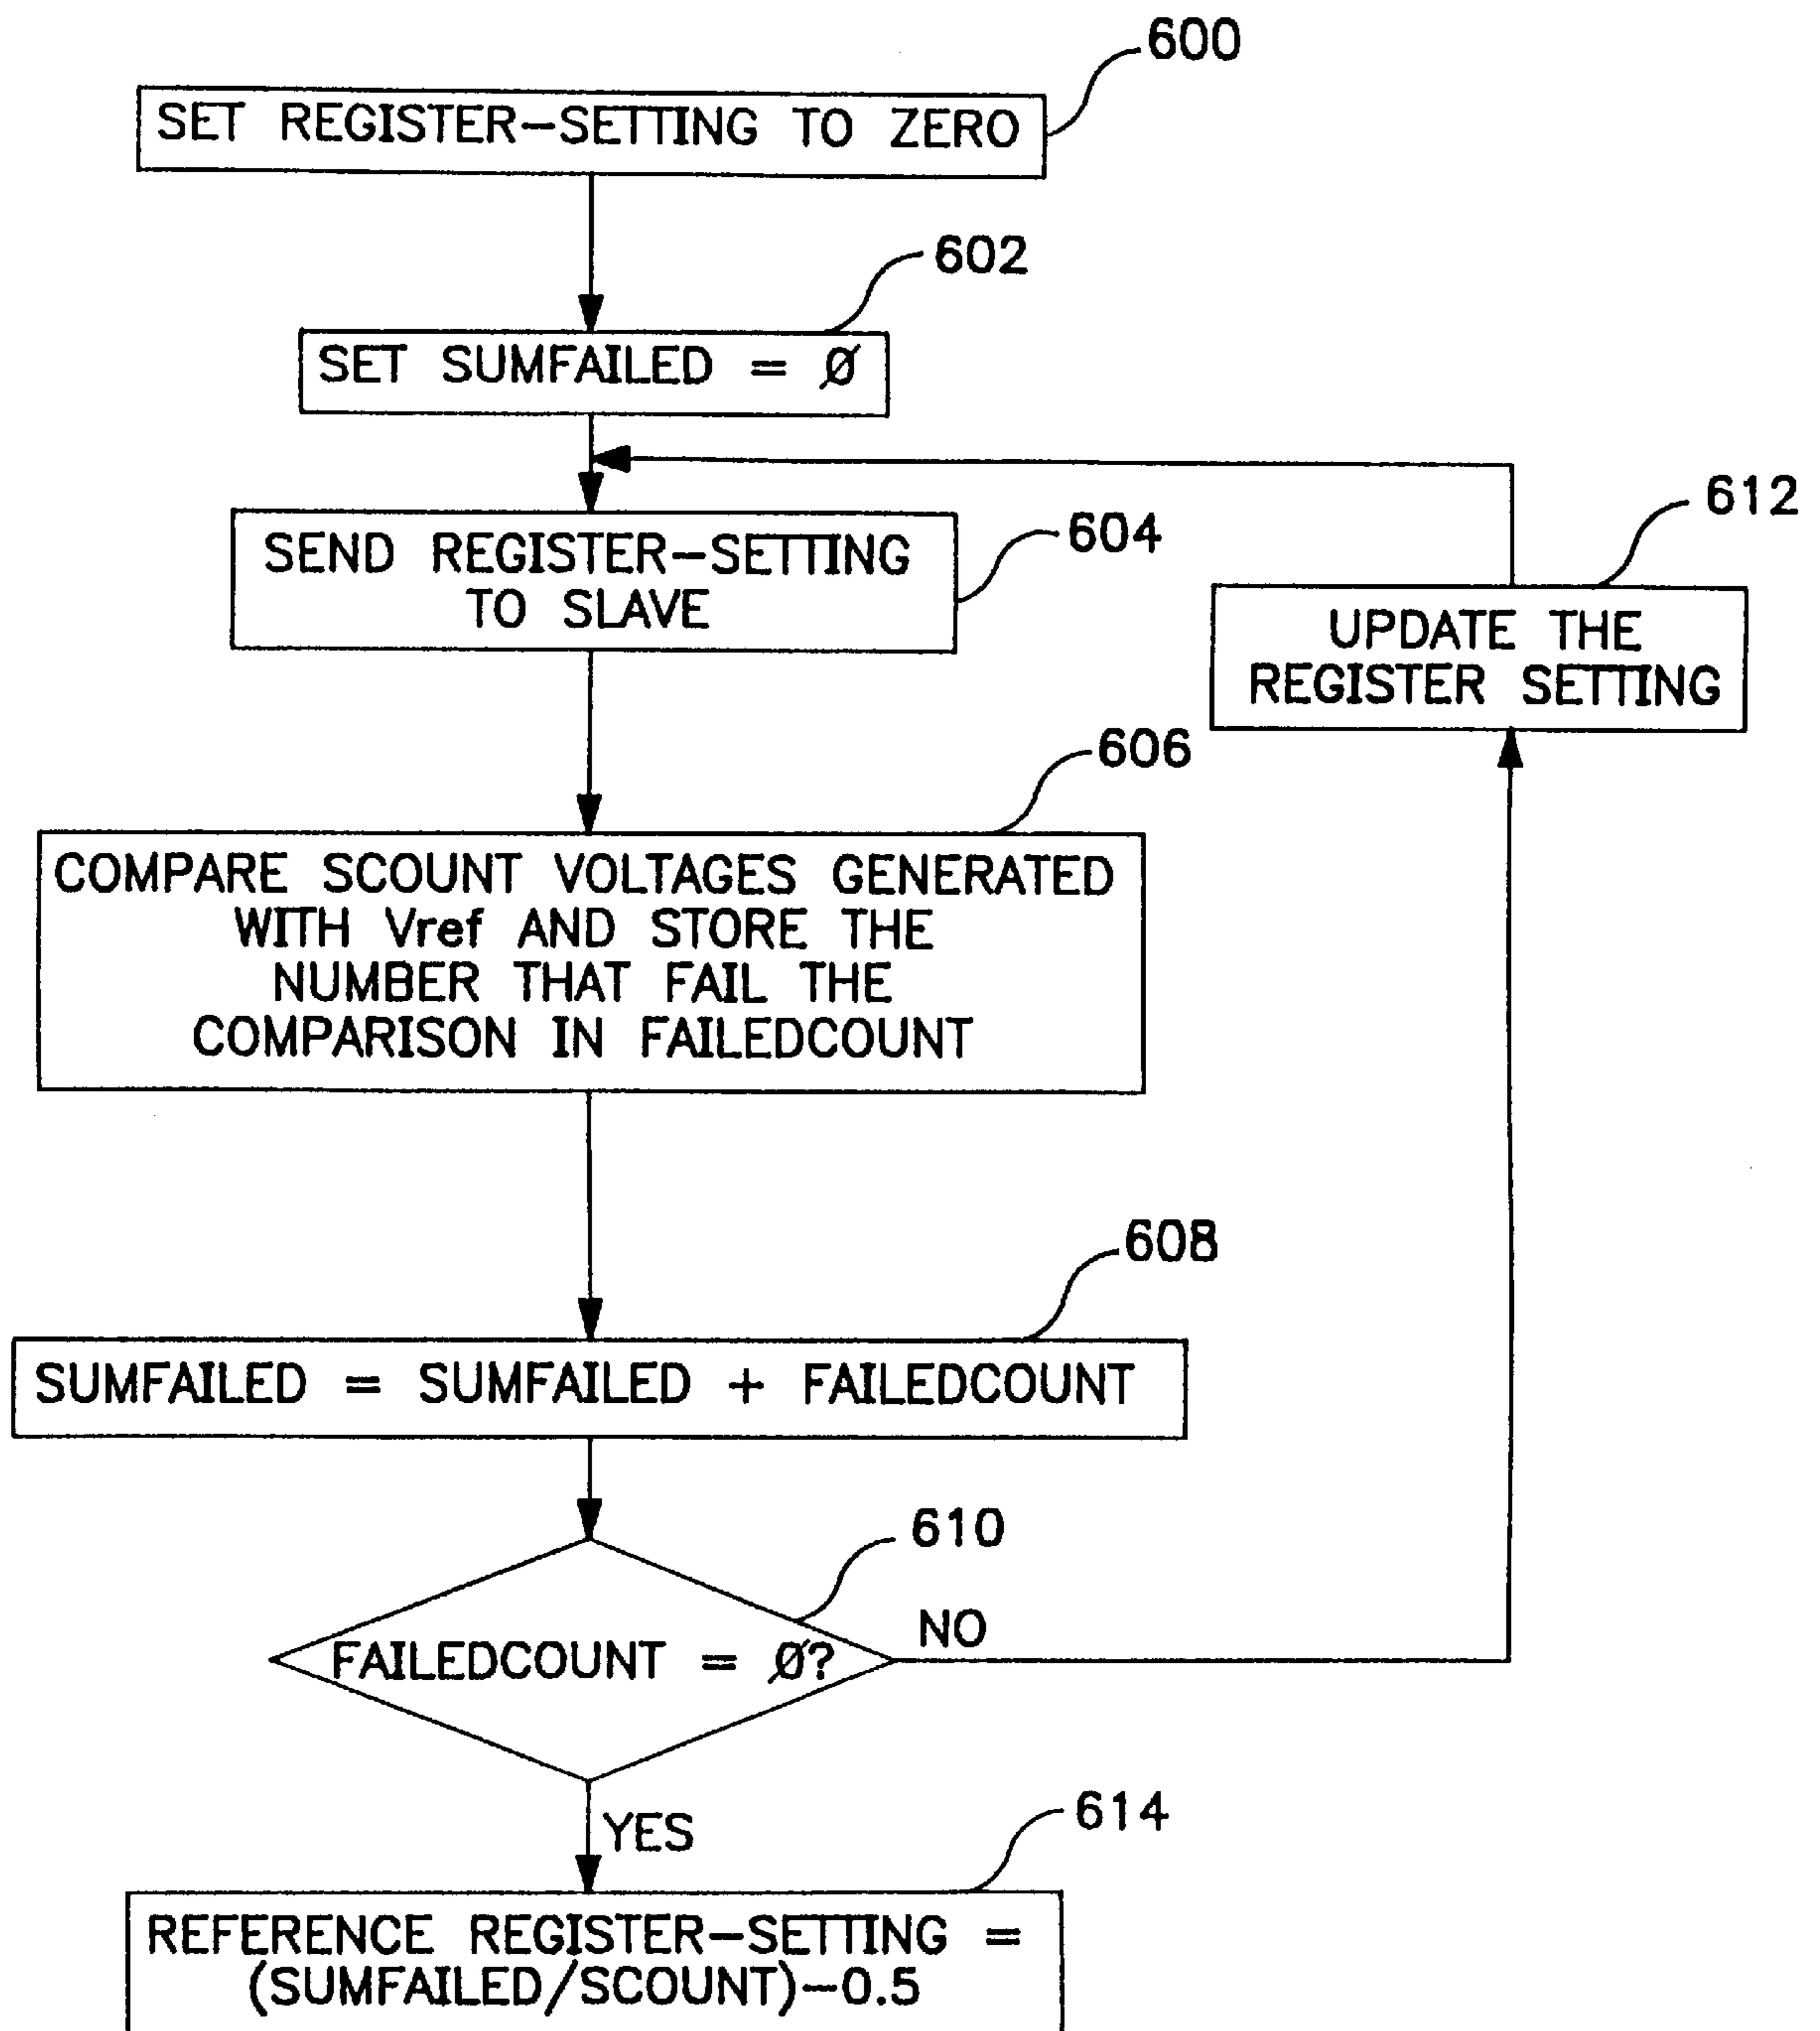 600
SET REGISTER-SETTING TO ZERO
602
SET SUMFAILED = Ø
604
SEND REGISTER-SETTING
TO SLAVE
612
UPDATE THE
REGISTER SETTING
606
COMPARE SCOUNT VOLTAGES GENERATED
WITH Vref AND STORE THE
NUMBER THAT FAIL THE
COMPARISON IN FAILEDCOUNT
608
SUMFAILED = SUMFAILED + FAILEDCOUNT
610
FAILEDCOUNT = Ø?
NO
YES
614
REFERENCE REGISTER-SETTING =
(SUMFAILED/SCOUNT)-0.5